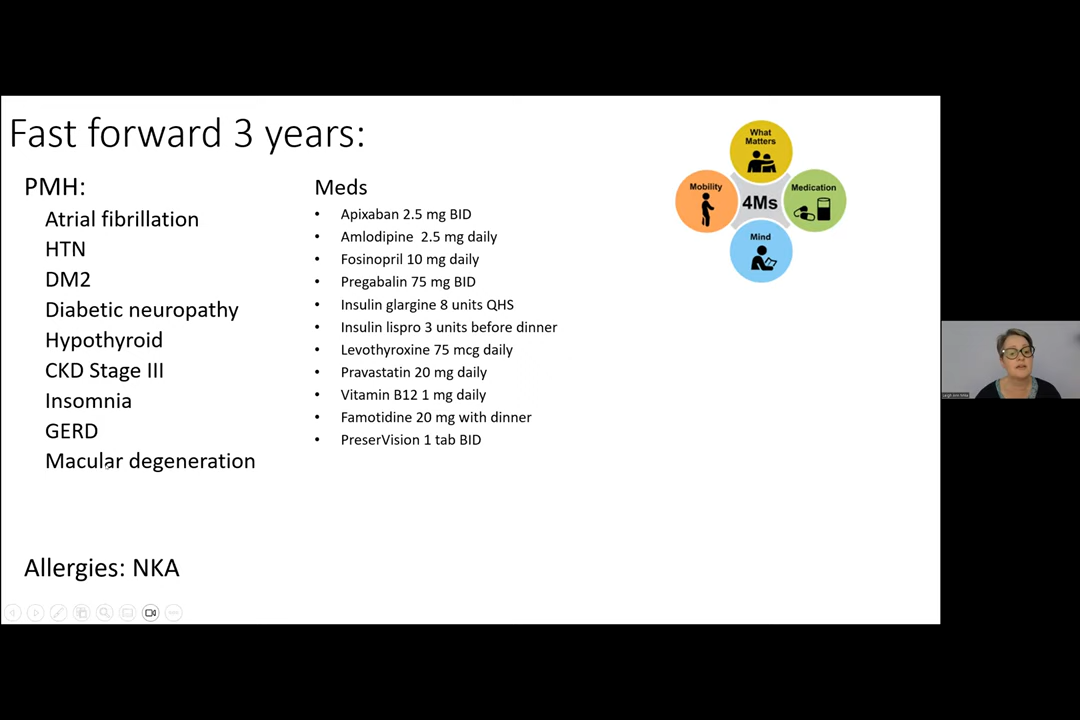 Fast forward 3 years:
PMH:
Atrial fibrillation
HTN
DM2
Diabetic neuropathy
Hypothyroid
CKD Stage III
Insomnia
GERD
Macular degeneration
Allergies: NKA
Meds
• Apixaban 2.5 mg BID
• Amlodipine 2.5 mg daily
• Fosinopril 10 mg daily
• Pregabalin 75 mg BID
• Insulin glargine 8 units QHS
• Insulin lispro 3 units before dinner
• Levothyroxine 75 mcg daily
• Pravastatin 20 mg daily
• Vitamin B12 1 mg daily
• Famotidine 20 mg with dinner
• PreserVision 1 tab BID
What
Matters
Mobility
4Ms
Medication
Mind